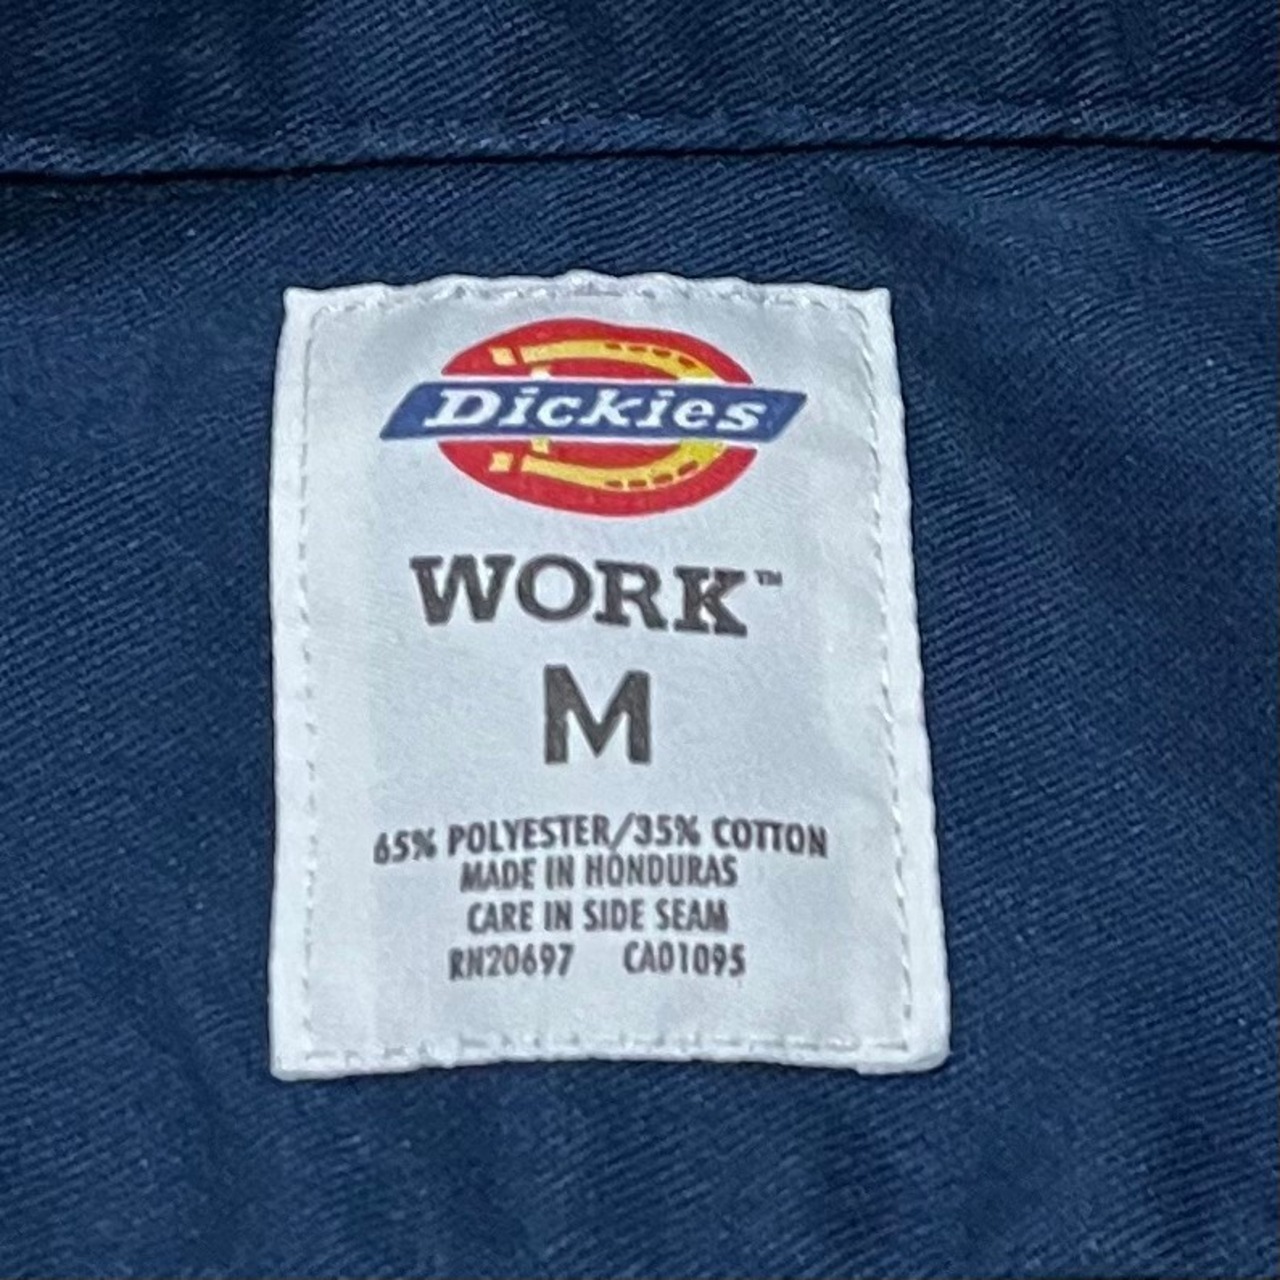 Dickies
WORK™
M
65% POLYESTER/35% COTTON
MADE IN HONDURAS
CARE IN SIDE SEAM
RN20697 CA01095